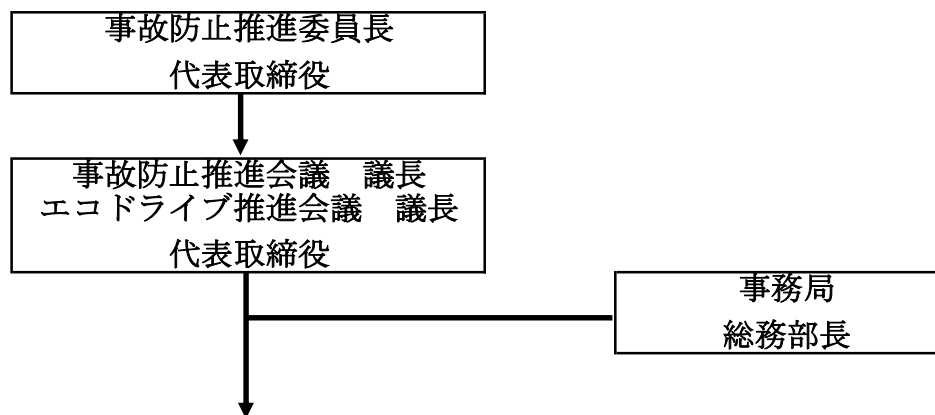 事故防止推進委員長
代表取締役
事故防止推進会議　議長
エコドライブ推進会議　議長
代表取締役
事務局
総務部長